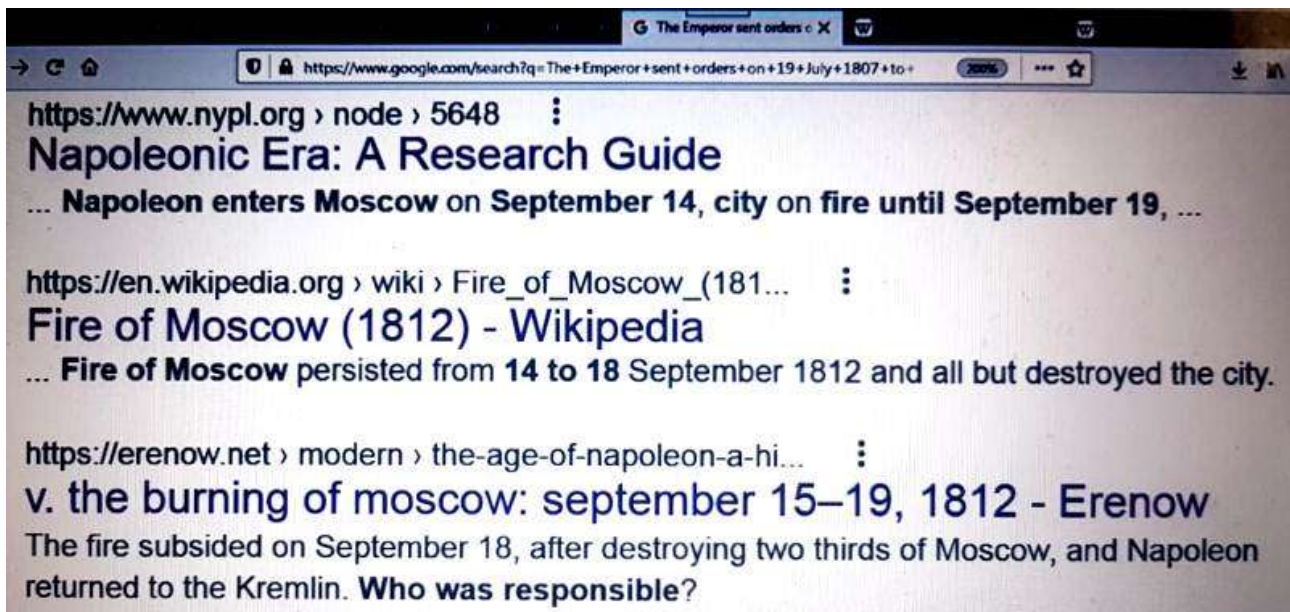 G The Emperor sent orders o X
https://www.google.com/search?q=The+Emperor+sent+orders+on+19+July+1807+to+ 200%
https://www.nypl.org › node › 5648
Napoleonic Era: A Research Guide
... Napoleon enters Moscow on September 14, city on fire until September 19, ...
https://en.wikipedia.org › wiki › Fire_of_Moscow_(181...
Fire of Moscow (1812) - Wikipedia
... Fire of Moscow persisted from 14 to 18 September 1812 and all but destroyed the city.
https://erenow.net › modern › the-age-of-napoleon-a-hi...
v. the burning of moscow: september 15–19, 1812 - Erenow
The fire subsided on September 18, after destroying two thirds of Moscow, and Napoleon
returned to the Kremlin. Who was responsible?